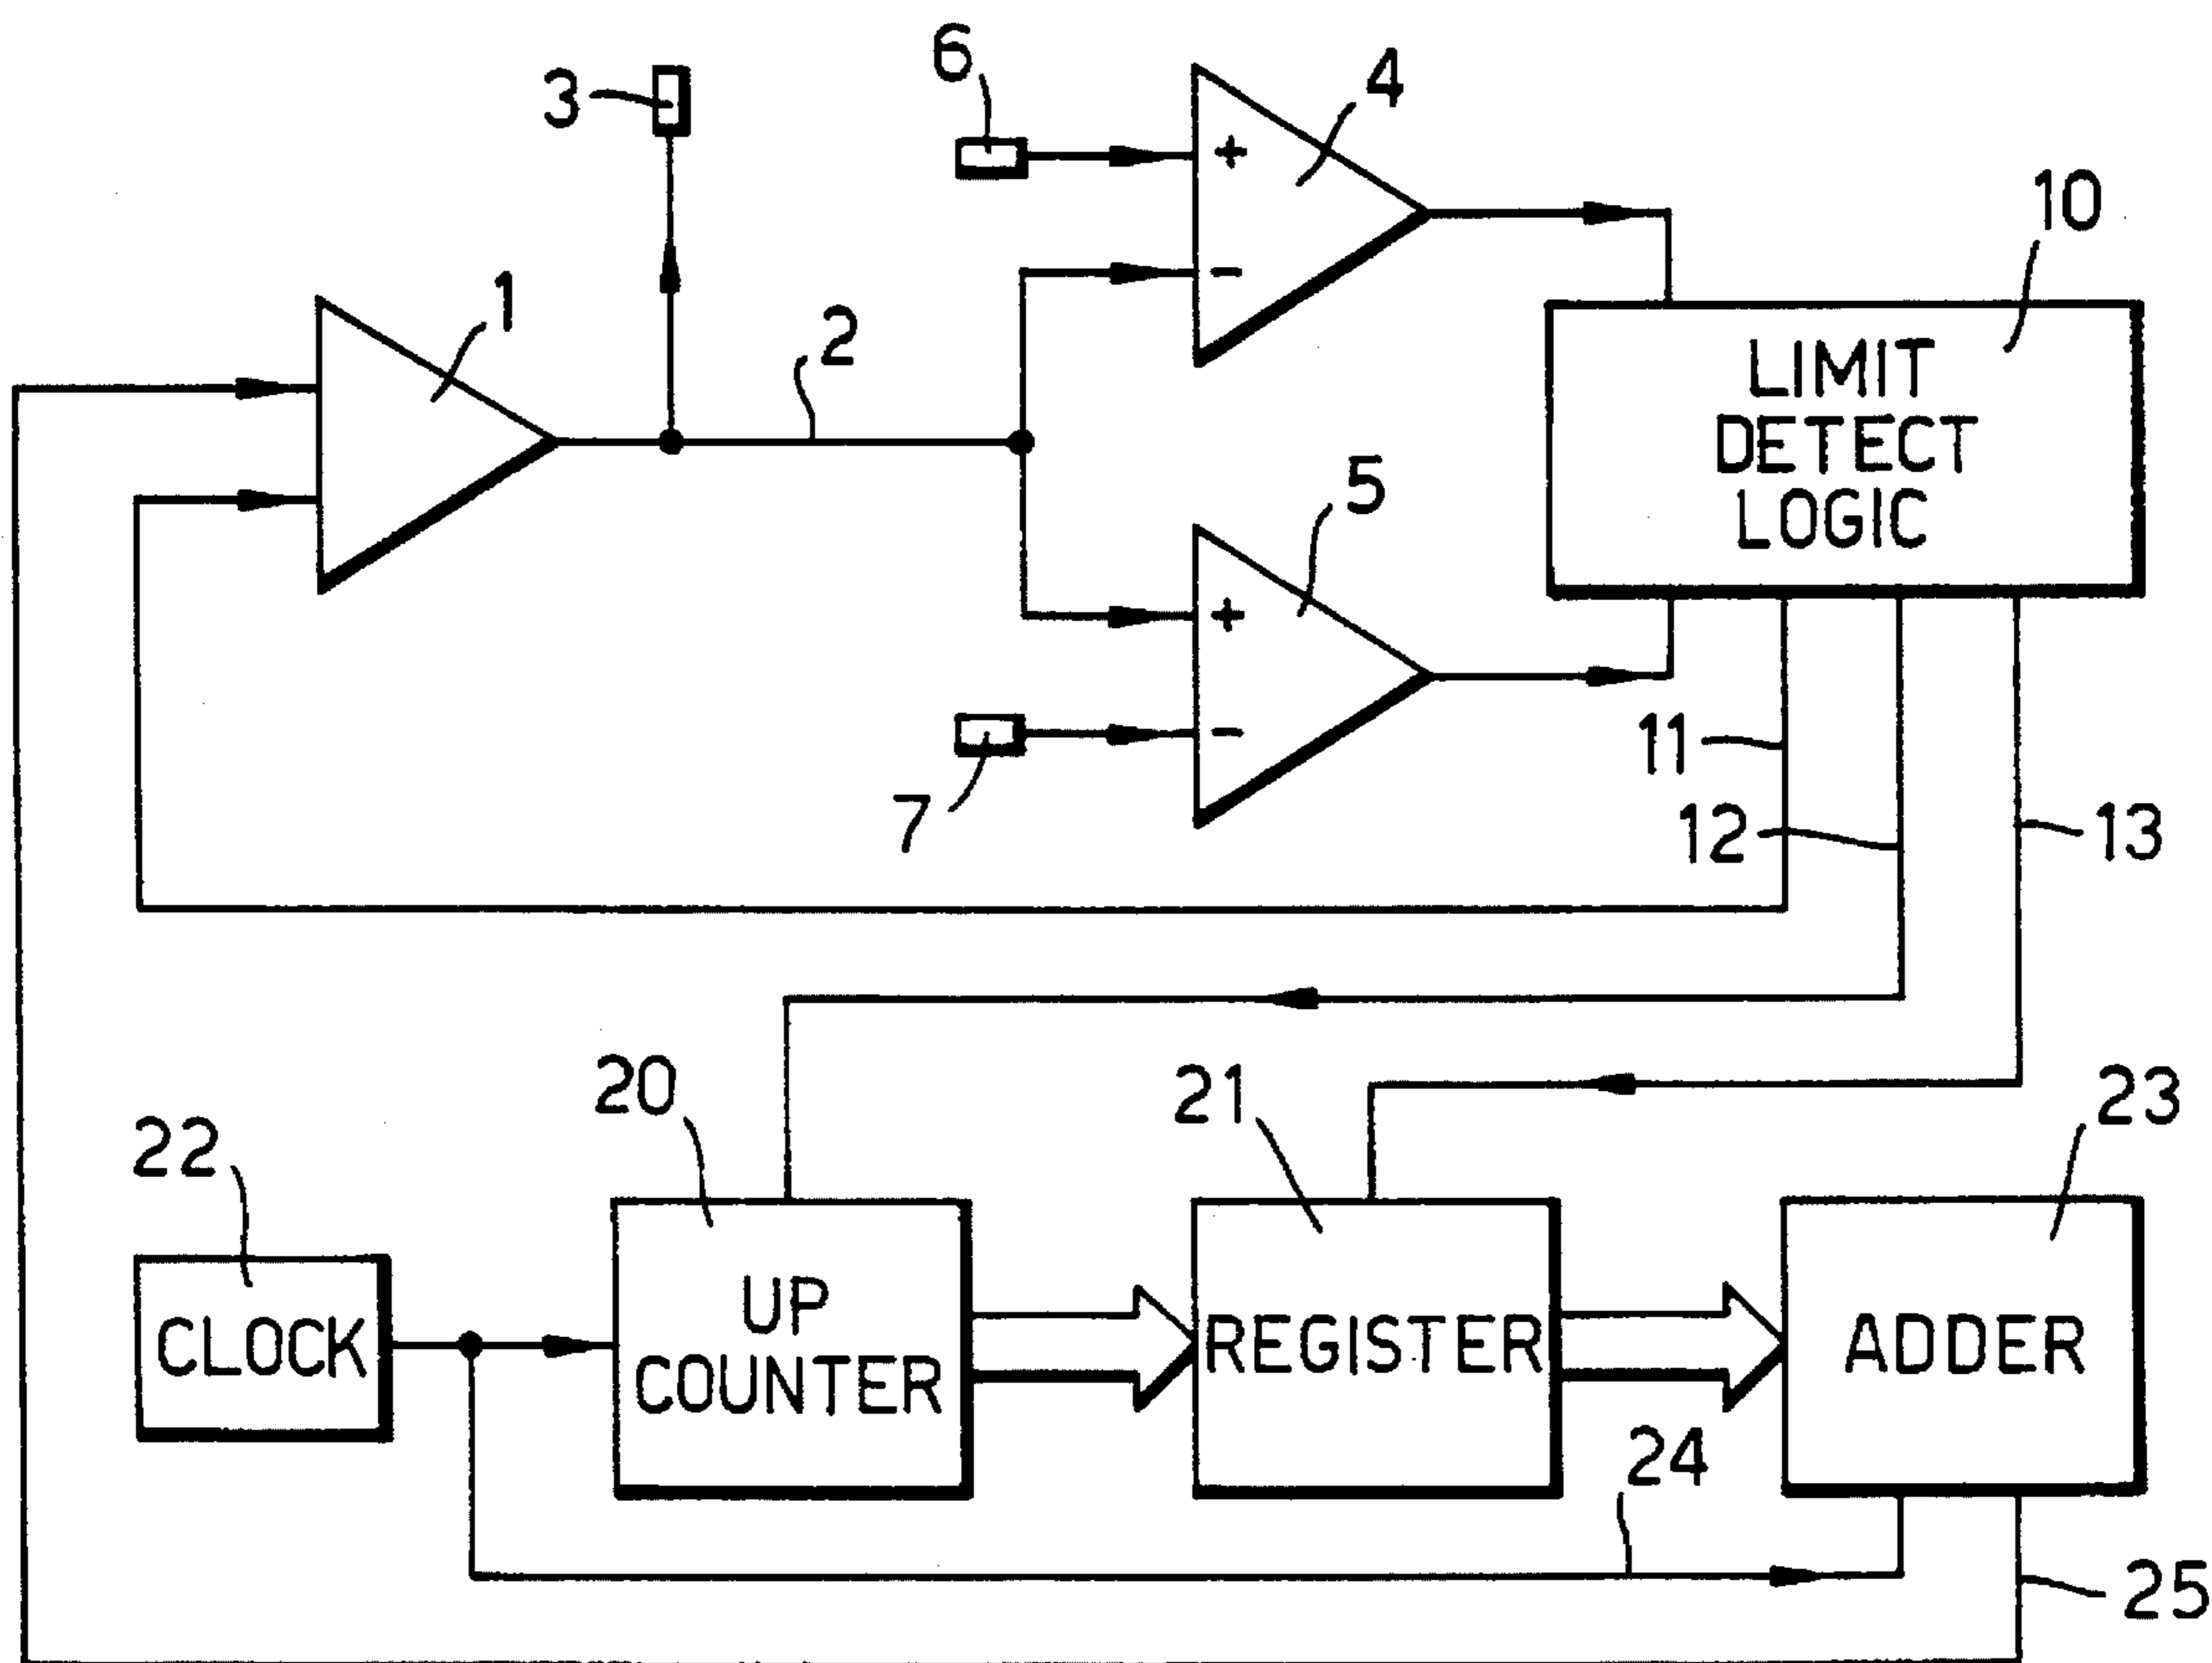 6
4
3
10
1
2
LIMIT
DETECT
LOGIC
+
-
5
+
-
7
11
12
13
20
21
23
22
UP
COUNTER
CLOCK
REGISTER
ADDER
24
25